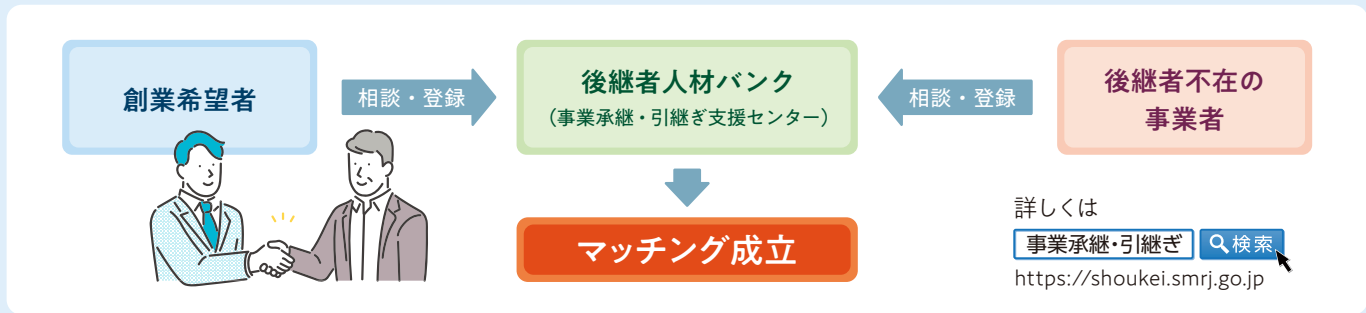 創業希望者
相談・登録
後継者人材バンク
（事業承継・引継ぎ支援センター）
相談・登録
後継者不在の
事業者
マッチング成立
詳しくは
事業承継・引継ぎ 検索
https://shoukei.smrj.go.jp